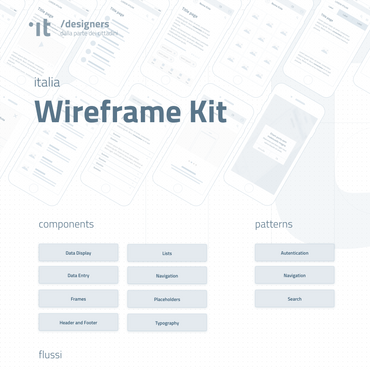 it /designers
dalla parte dei cittadini
italia
Wireframe Kit
components
patterns
Data Display
Lists
Autentication
Data Entry
Navigation
Navigation
Frames
Placeholders
Search
Header and Footer
Typography
flussi